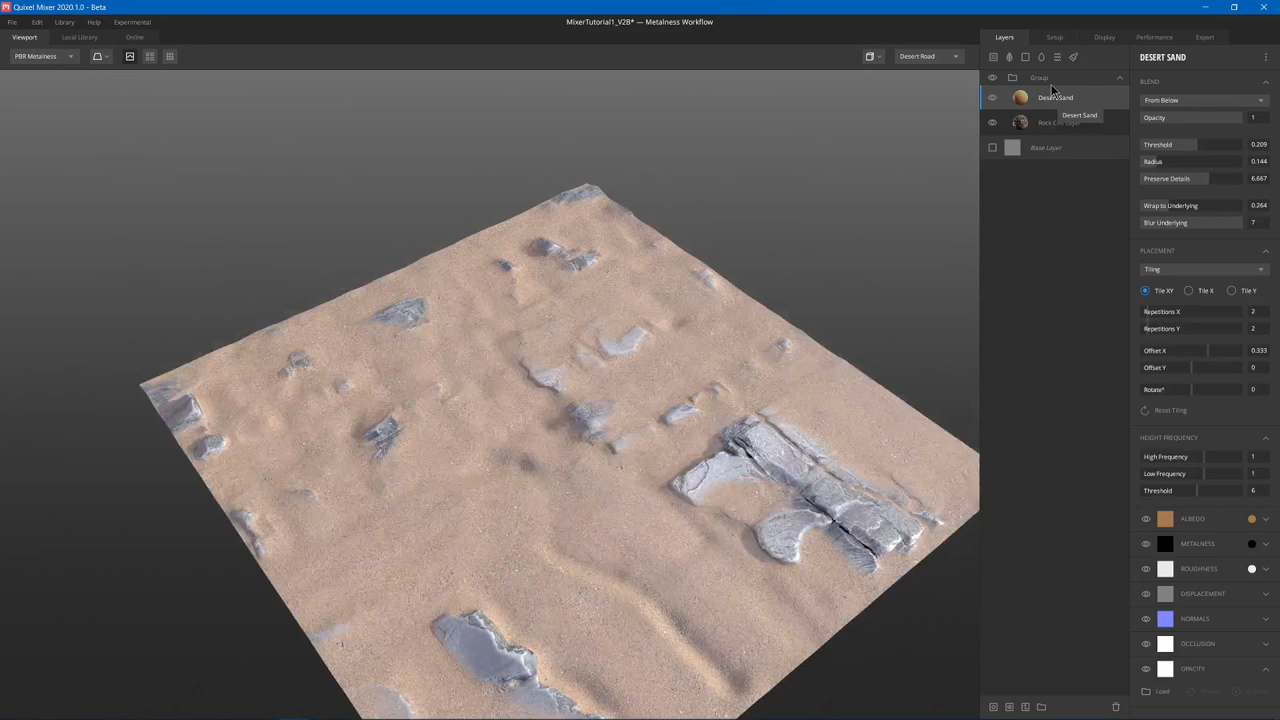 Quixel Mixer 2020.1.0 - Beta
File Edit Library Help Experimental
MixerTutorial1_V2B* — Metalness Workflow
Viewport Local Library Online
Layers Setup Display Performance Export
PBR Metalness
Desert Road
DESERT SAND
Group
BLEND
Desert Sand
From Below
Desert Sand
Opacity 1
Rock
Base Layer
Threshold 0.209
Radius 0.144
Preserve Details 6.667
Wrap to Underlying 0.264
Blur Underlying 7
PLACEMENT
Tiling
Tile XY Tile X Tile Y
Repetitions X 2
Repetitions Y 2
Offset X 0.333
Offset Y 0
Rotate* 0
Reset Tiling
HEIGHT FREQUENCY
High Frequency 1
Low Frequency 1
Threshold 6
ALBEDO
METALNESS
ROUGHNESS
DISPLACEMENT
NORMALS
OCCLUSION
OPACITY
Load